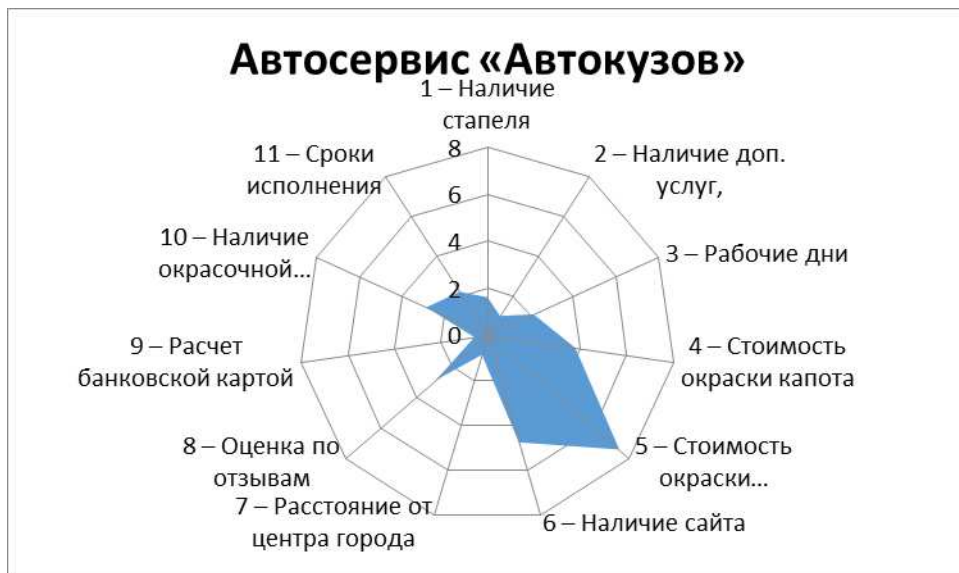 Автосервис «Автокузов»
1 – Наличие
стапеля
2 – Наличие доп.
услуг,
3 – Рабочие дни
4 – Стоимость
окраски капота
5 – Стоимость
окраски...
6 – Наличие сайта
7 – Расстояние от
центра города
8 – Оценка по
отзывам
9 – Расчет
банковской картой
10 – Наличие
окрасочной...
11 – Сроки
исполнения
8
6
4
2
0